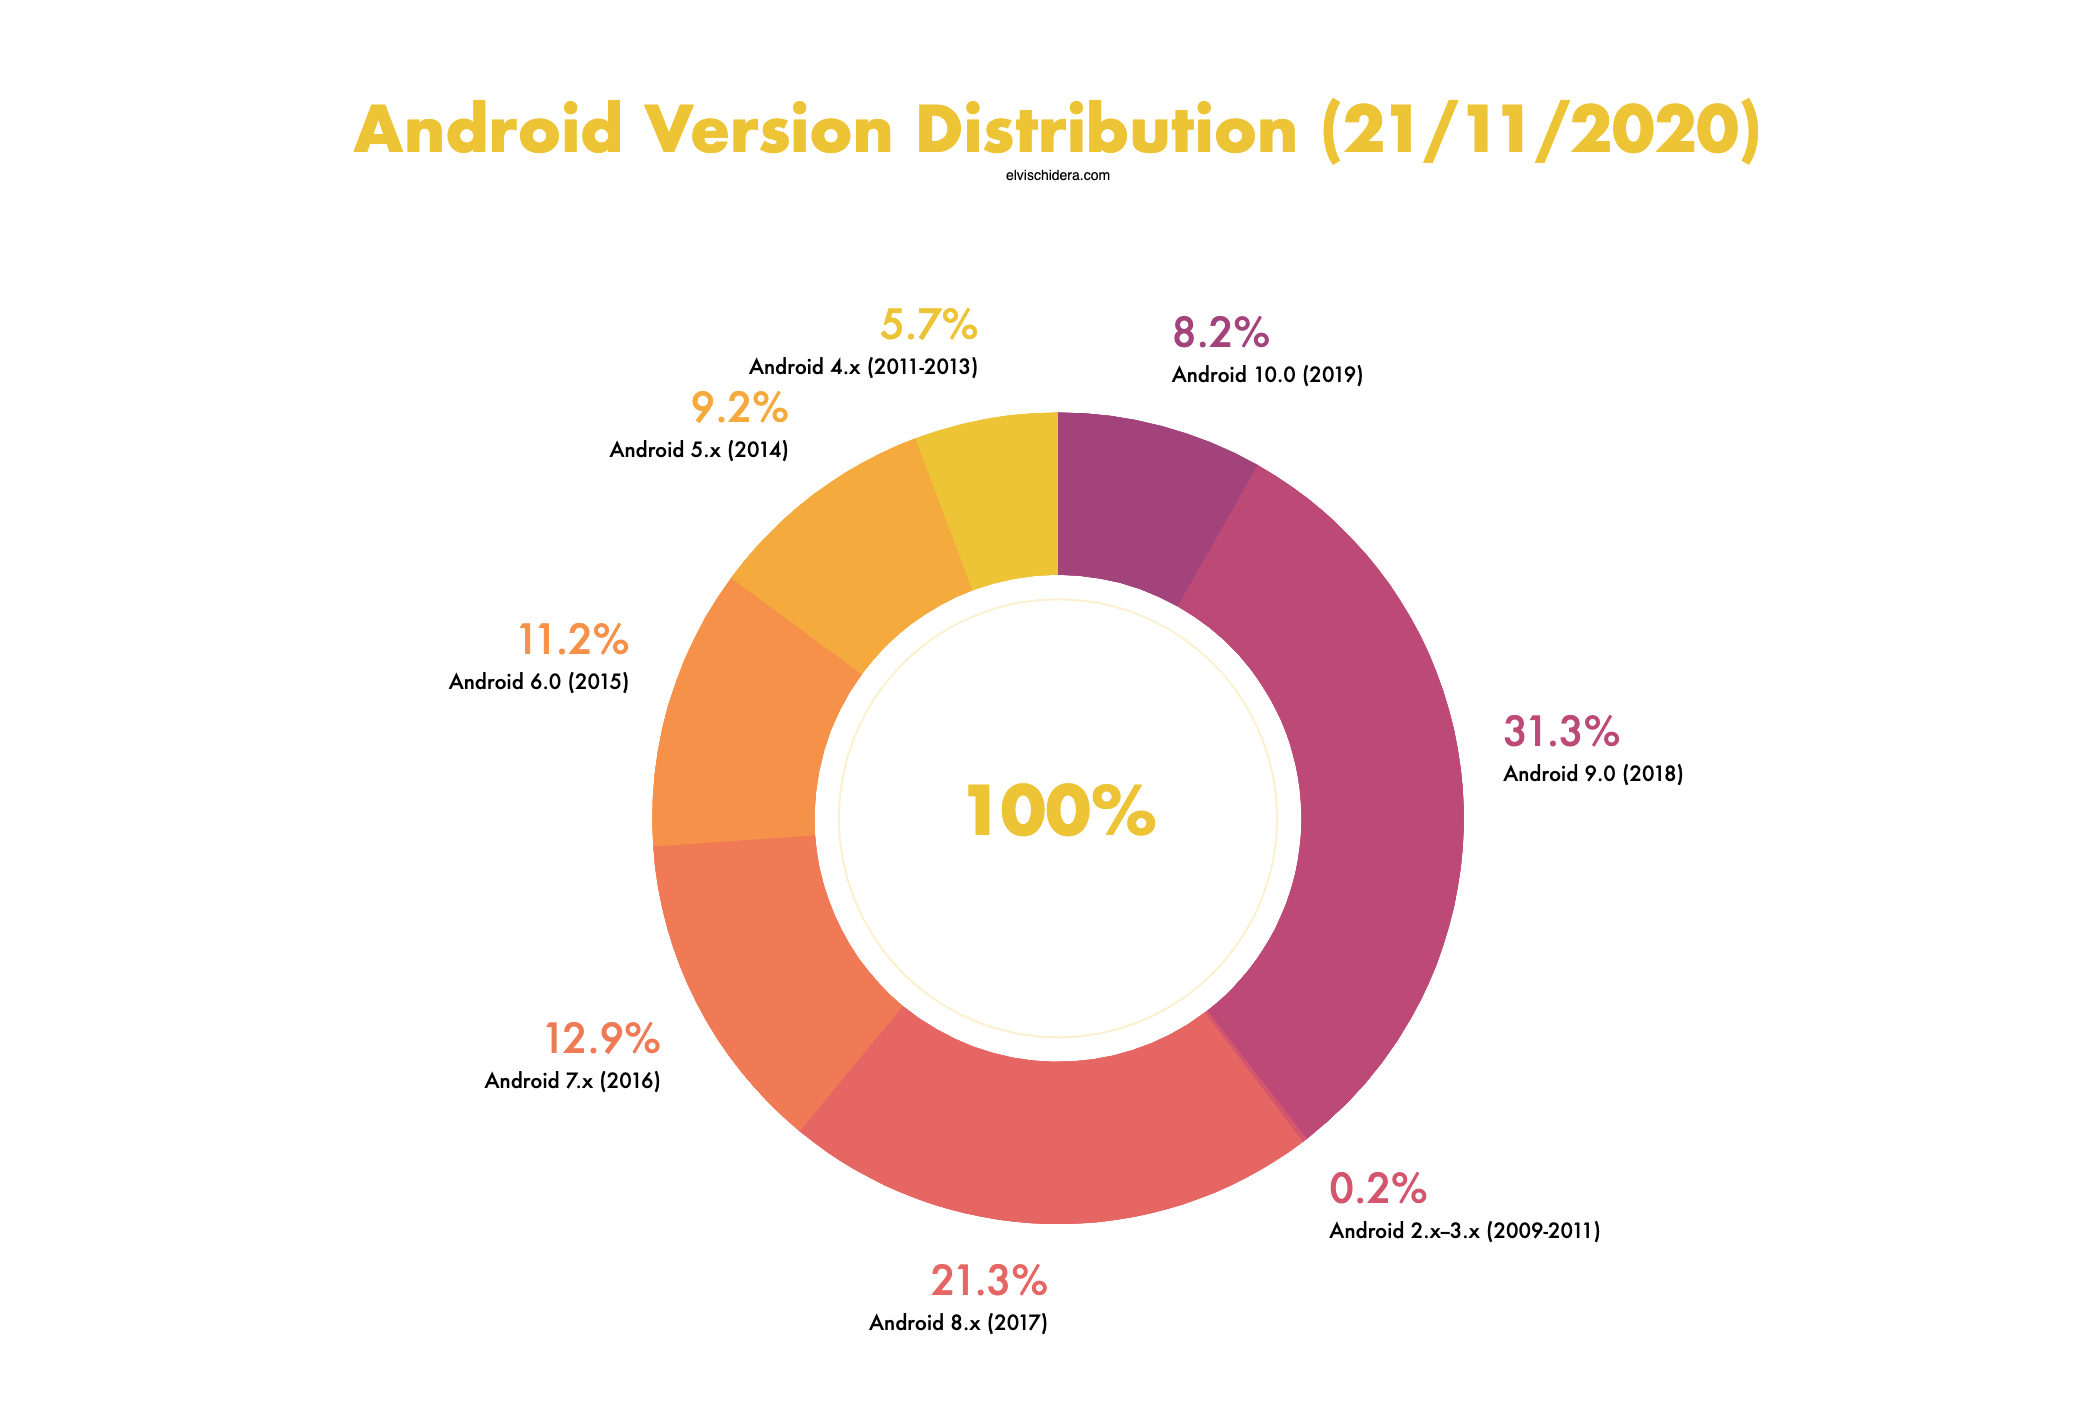 Android Version Distribution (21/11/2020)
elvischidera.com
5.7%
Android 4.x (2011-2013)
8.2%
Android 10.0 (2019)
9.2%
Android 5.x (2014)
11.2%
Android 6.0 (2015)
31.3%
Android 9.0 (2018)
100%
12.9%
Android 7.x (2016)
0.2%
Android 2.x–3.x (2009-2011)
21.3%
Android 8.x (2017)